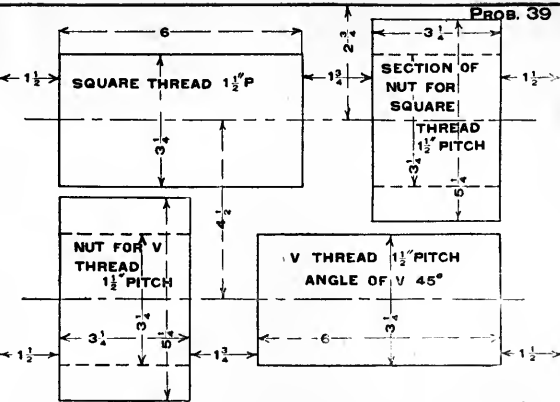 PROB. 39
6
2 3/4
3 1/4
1 1/2
SQUARE THREAD 1 1/2" P
1 3/4
SECTION OF
NUT FOR
SQUARE
THREAD
1 1/2"
PITCH
1 1/2
3 1/4
3 1/4
5 1/4
4 1/2
NUT FOR V
THREAD
1 1/2" PITCH
V THREAD 1 1/2" PITCH
ANGLE OF V 45°
3 1/4
3 1/4
5 1/4
6
3 1/4
1 1/2
1 3/4
1 1/2